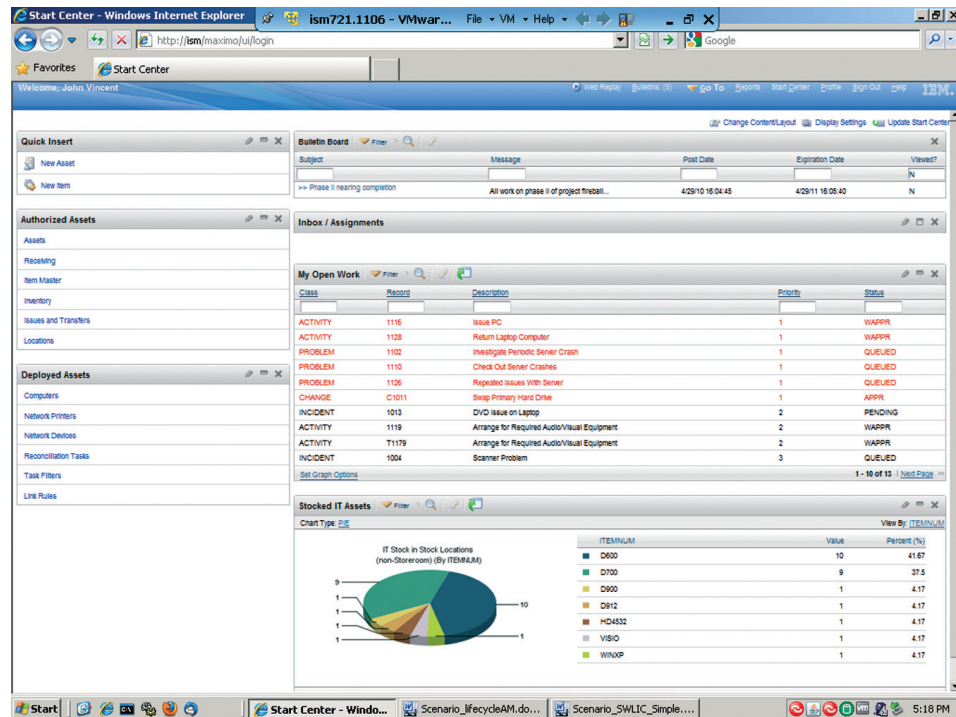 Start Center - Windows Internet Explorer
ism721.1106 - VMwar... File VM Help
http://ism/maximo/ui/login
Google
Favorites Start Center
Welcome, John Vincent
Web Replay Bulletins: (5) Go To Reports Start Center Profile Sign Out Help IBM.
Change Content/Layout Display Settings Update Start Center
Quick Insert
New Asset
New Item
Authorized Assets
Assets
Receiving
Item Master
Inventory
Issues and Transfers
Locations
Deployed Assets
Computers
Network Printers
Network Devices
Reconciliation Tasks
Task Filters
Link Rules
Bulletin Board Filter
Subject Message Post Date Expiration Date Viewed?
N
>> Phase II nearing completion All work on phase II of project fireball... 4/29/10 16:04:45 4/29/11 16:05:40 N
Inbox / Assignments
My Open Work Filter
Class Record Description Priority Status
ACTIVITY 1116 Issue PC 1 WAPPR
ACTIVITY 1128 Return Laptop Computer 1 WAPPR
PROBLEM 1102 Investigate Periodic Server Crash 1 QUEUED
PROBLEM 1110 Check Out Server Crashes 1 QUEUED
PROBLEM 1126 Repeated Issues With Server 1 QUEUED
CHANGE C1011 Swap Primary Hard Drive 1 APPR
INCIDENT 1013 DVD Issue on Laptop 2 PENDING
ACTIVITY 1119 Arrange for Required Audio/Visual Equipment 2 WAPPR
ACTIVITY T1179 Arrange for Required Audio/Visual Equipment 2 WAPPR
INCIDENT 1004 Scanner Problem 3 QUEUED
Set Graph Options 1 - 10 of 13 Next Page
Stocked IT Assets Filter
Chart Type: PIE View By: ITEMNUM
IT Stock in Stock Locations
(non-Storeroom) (By ITEMNUM)
9
1
1
1
1
10
1
ITEMNUM Value Percent (%)
D600 10 41.67
D700 9 37.5
D900 1 4.17
D912 1 4.17
HD4532 1 4.17
VISIO 1 4.17
WINXP 1 4.17
Start Start Center - Windo... Scenario_lifecycleAM.do... Scenario_SWLIC_Simple.... 5:18 PM